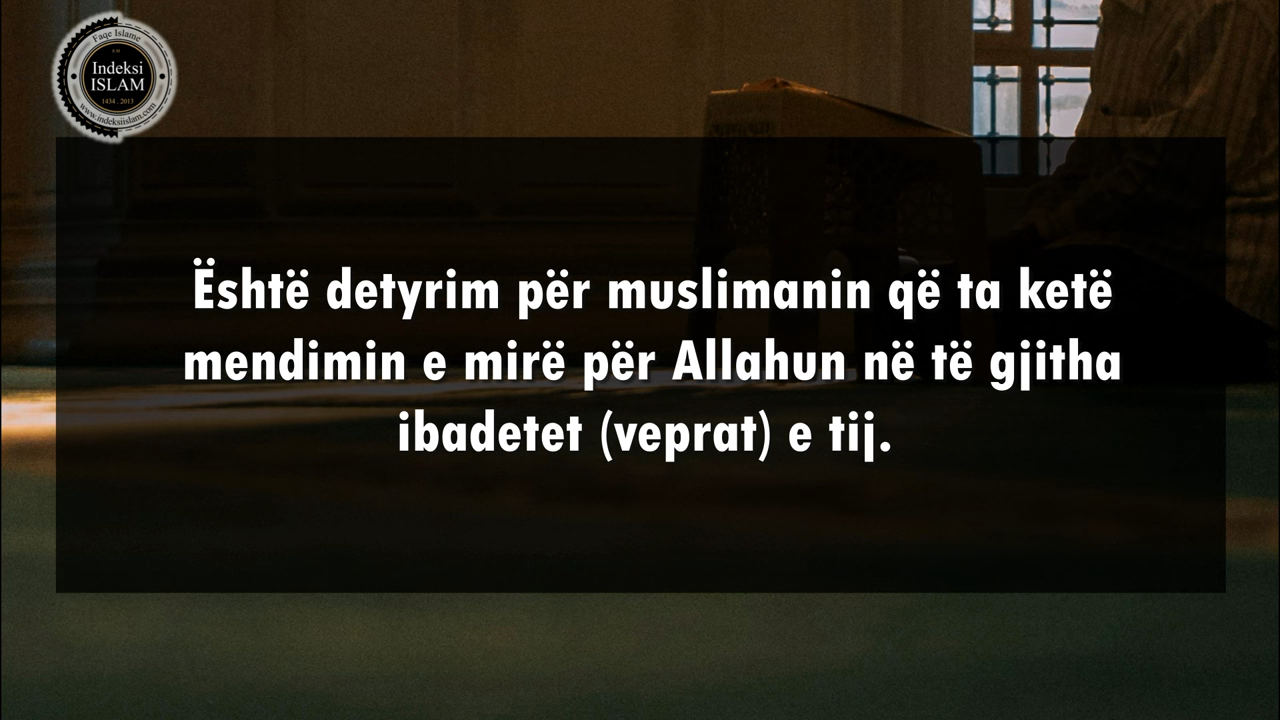 Faqe Islame
Indeksi
ISLAM
1434 . 2013
www.indeksiislam.com
Është detyrim për muslimanin që ta ketë
mendimin e mirë për Allahun në të gjitha
ibadetet (veprat) e tij.